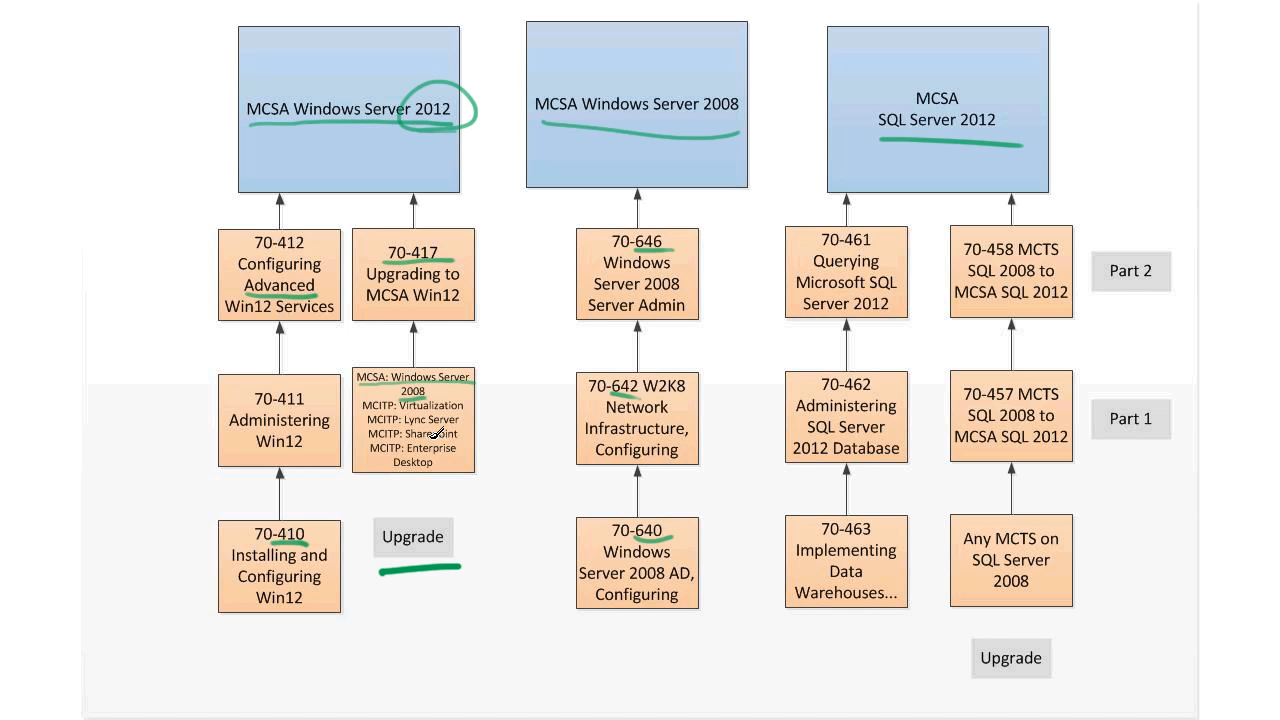 MCSA Windows Server 2012
MCSA Windows Server 2008
MCSA
SQL Server 2012
70-412
Configuring
Advanced
Win12 Services
70-417
Upgrading to
MCSA Win12
70-646
Windows
Server 2008
Server Admin
70-461
Querying
Microsoft SQL
Server 2012
70-458 MCTS
SQL 2008 to
MCSA SQL 2012
Part 2
70-411
Administering
Win12
MCSA: Windows Server
2008
MCITP: Virtualization
MCITP: Lync Server
MCITP: SharePoint
MCITP: Enterprise
Desktop
70-642 W2K8
Network
Infrastructure,
Configuring
70-462
Administering
SQL Server
2012 Database
70-457 MCTS
SQL 2008 to
MCSA SQL 2012
Part 1
70-410
Installing and
Configuring
Win12
Upgrade
70-640
Windows
Server 2008 AD,
Configuring
70-463
Implementing
Data
Warehouses...
Any MCTS on
SQL Server
2008
Upgrade